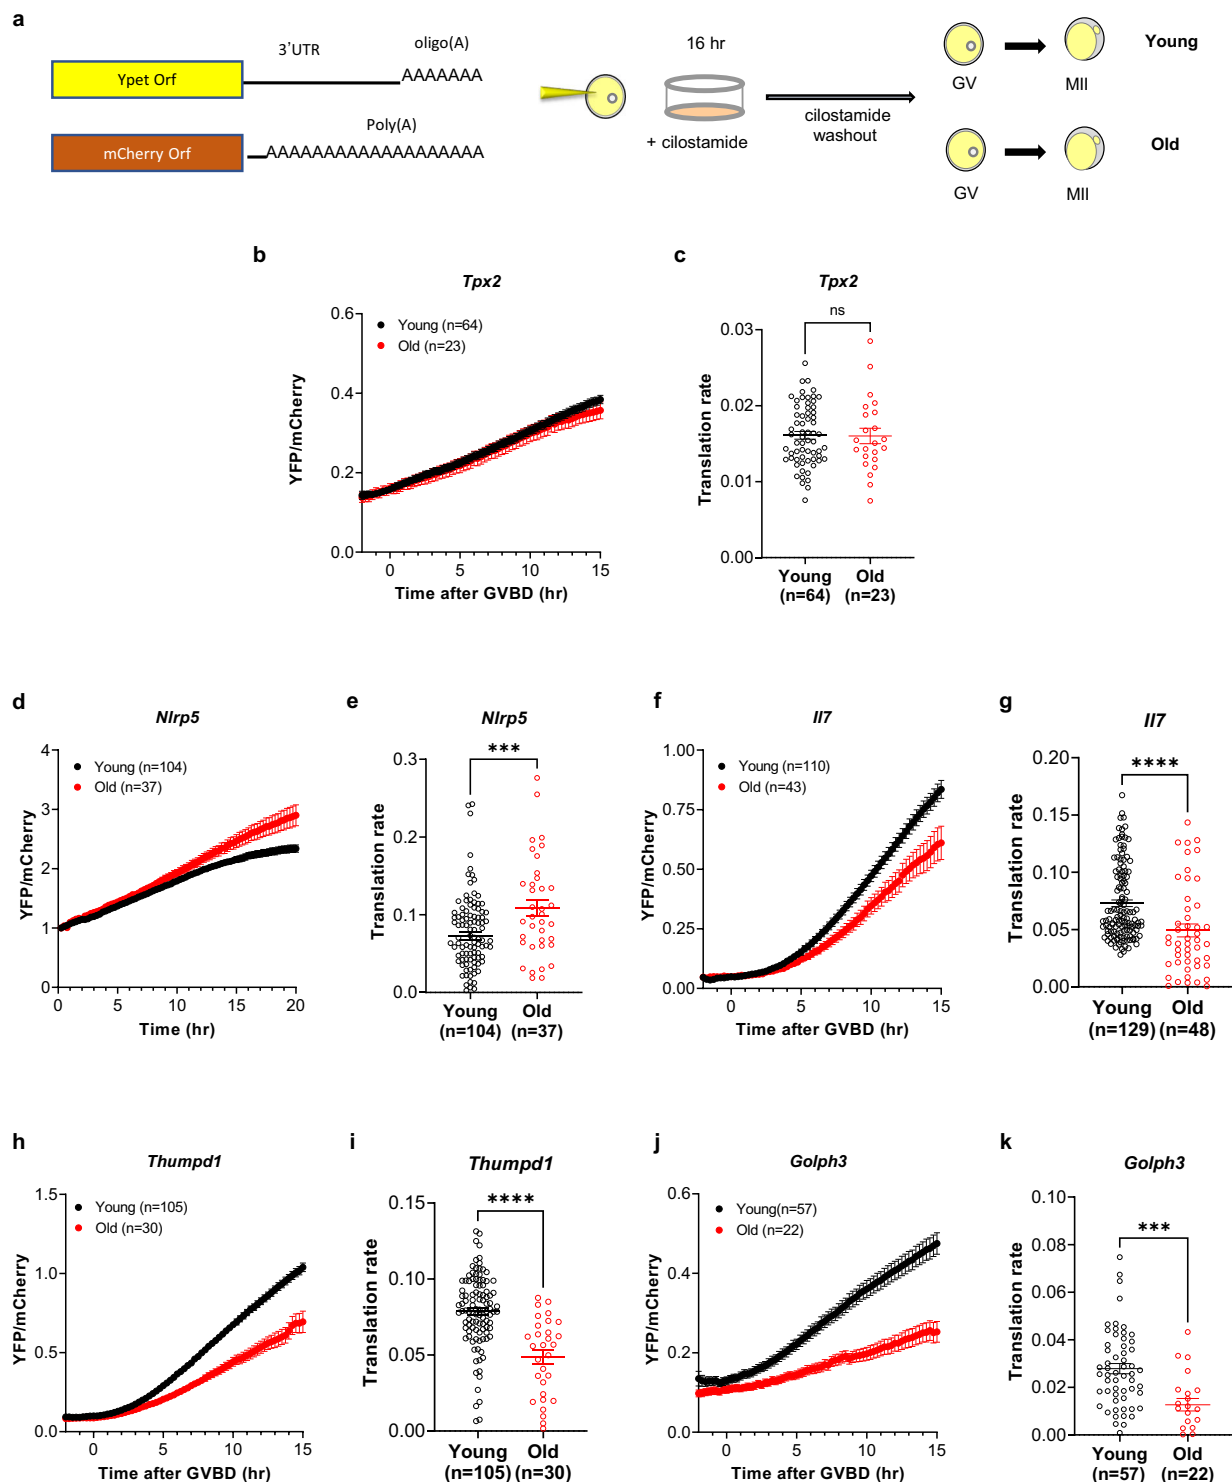 a
3'UTR
oligo(A)
Ypet Orf
AAAAAAA
Poly(A)
mCherry Orf
AAAAAAAAAAAAAAAAAAA
16 hr
+ cilostamide
cilostamide
washout
GV
MII
Young
GV
MII
Old
b
Tpx2
YFP/mCherry
0.6
0.4
0.2
0.0
Young (n=64)
Old (n=23)
0
5
10
15
Time after GVBD (hr)
c
Tpx2
ns
Translation rate
0.03
0.02
0.01
0.00
Young
(n=64)
Old
(n=23)
d
Nlrp5
YFP/mCherry
4
3
2
1
0
Young (n=104)
Old (n=37)
0
5
10
15
20
Time (hr)
e
Nlrp5
***
Translation rate
0.3
0.2
0.1
0.0
Young
(n=104)
Old
(n=37)
f
Il7
YFP/mCherry
1.00
0.75
0.50
0.25
0.00
Young (n=110)
Old (n=43)
0
5
10
15
Time after GVBD (hr)
g
Il7
****
Translation rate
0.20
0.15
0.10
0.05
0.00
Young
(n=129)
Old
(n=48)
h
Thumpd1
YFP/mCherry
1.5
1.0
0.5
0.0
Young (n=105)
Old (n=30)
0
5
10
15
Time after GVBD (hr)
i
Thumpd1
****
Translation rate
0.15
0.10
0.05
0.00
Young
(n=105)
Old
(n=30)
j
Golph3
YFP/mCherry
0.6
0.4
0.2
0.0
Young(n=57)
Old (n=22)
0
5
10
15
Time after GVBD (hr)
k
Golph3
***
Translation rate
0.10
0.08
0.06
0.04
0.02
0.00
Young
(n=57)
Old
(n=22)